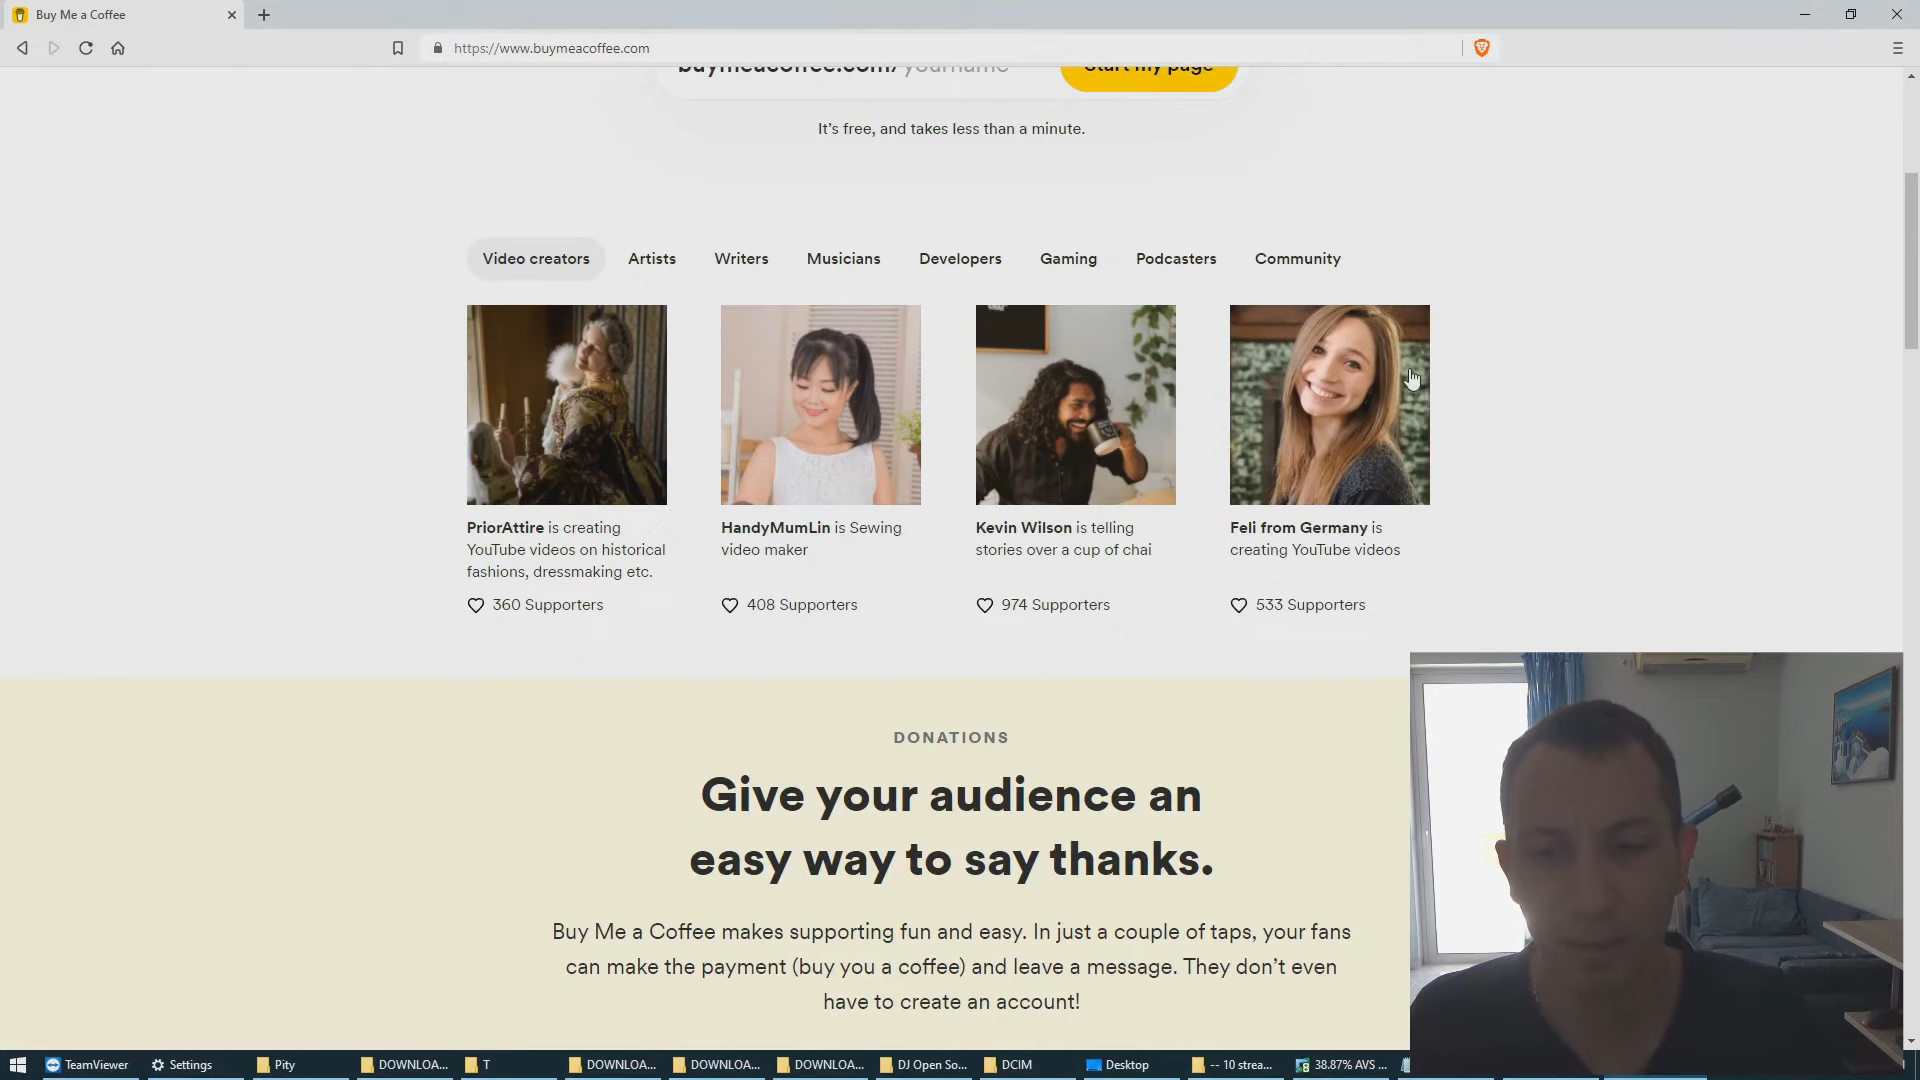 Buy Me a Coffee
https://www.buymeacoffee.com
buymeacoffee.com/yourname
Start my page
It's free, and takes less than a minute.
Video creators Artists Writers Musicians Developers Gaming Podcasters Community
PriorAttire is creating
YouTube videos on historical
fashions, dressmaking etc.
360 Supporters
HandyMumLin is Sewing
video maker
408 Supporters
Kevin Wilson is telling
stories over a cup of chai
974 Supporters
Feli from Germany is
creating YouTube videos
533 Supporters
DONATIONS
Give your audience an
easy way to say thanks.
Buy Me a Coffee makes supporting fun and easy. In just a couple of taps, your fans
can make the payment (buy you a coffee) and leave a message. They don't even
have to create an account!
TeamViewer Settings Pity DOWNLOA... T DOWNLOA... DOWNLOA... DOWNLOA... DJ Open So... DCIM Desktop -- 10 strea... 38.87% AVS ...